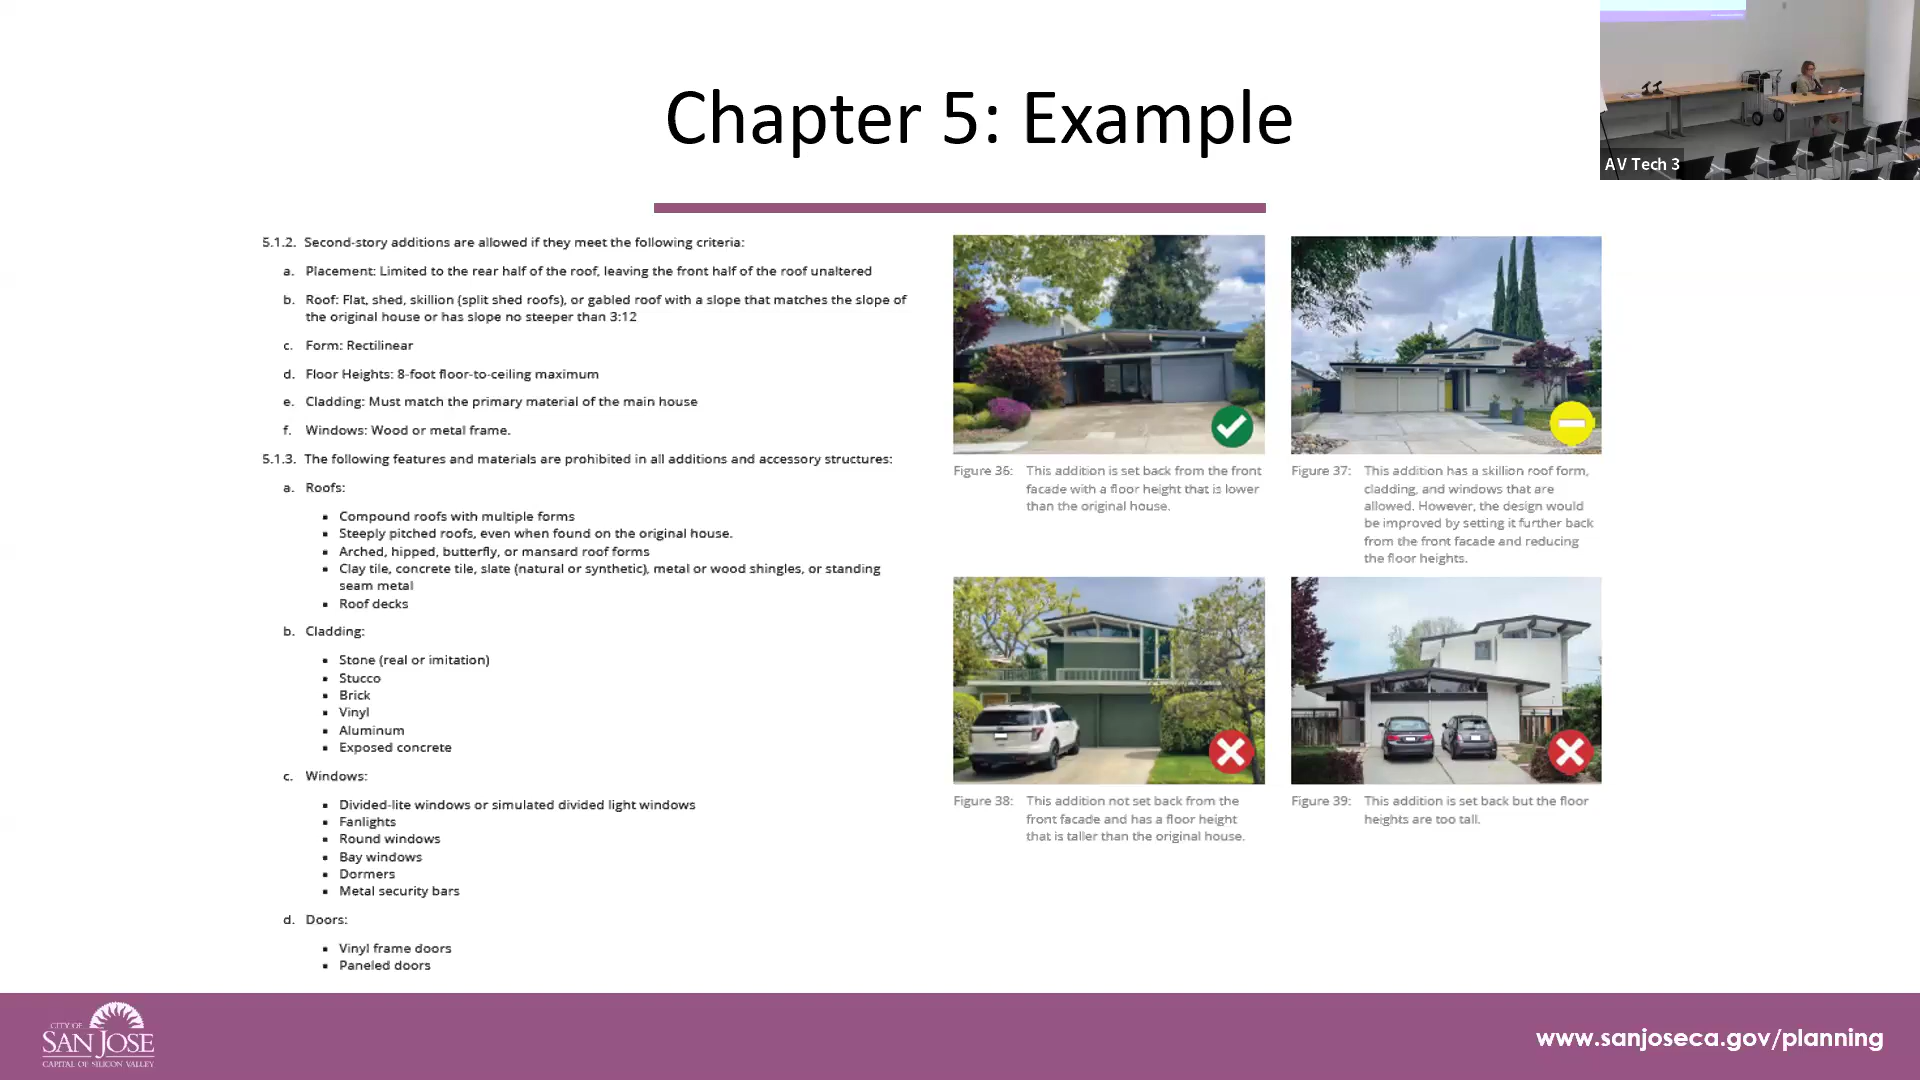 Chapter 5: Example
AV Tech 3
5.1.2. Second-story additions are allowed if they meet the following criteria:
a. Placement: Limited to the rear half of the roof, leaving the front half of the roof unaltered
b. Roof: Flat, shed, skillion (split shed roofs), or gabled roof with a slope that matches the slope of
the original house or has slope no steeper than 3:12
c. Form: Rectilinear
d. Floor Heights: 8-foot floor-to-ceiling maximum
e. Cladding: Must match the primary material of the main house
f. Windows: Wood or metal frame.
5.1.3. The following features and materials are prohibited in all additions and accessory structures:
a. Roofs:
▪ Compound roofs with multiple forms
▪ Steeply pitched roofs, even when found on the original house.
▪ Arched, hipped, butterfly, or mansard roof forms
▪ Clay tile, concrete tile, slate (natural or synthetic), metal or wood shingles, or standing
seam metal
▪ Roof decks
b. Cladding:
▪ Stone (real or imitation)
▪ Stucco
▪ Brick
▪ Vinyl
▪ Aluminum
▪ Exposed concrete
c. Windows:
▪ Divided-lite windows or simulated divided light windows
▪ Fanlights
▪ Round windows
▪ Bay windows
▪ Dormers
▪ Metal security bars
d. Doors:
▪ Vinyl frame doors
▪ Paneled doors
Figure 36: This addition is set back from the front
facade with a floor height that is lower
than the original house.
Figure 37: This addition has a skillion roof form,
cladding, and windows that are
allowed. However, the design would
be improved by setting it further back
from the front facade and reducing
the floor heights.
Figure 38: This addition not set back from the
front facade and has a floor height
that is taller than the original house.
Figure 39: This addition is set back but the floor
heights are too tall.
CITY OF
SAN JOSE
CAPITAL OF SILICON VALLEY
www.sanjoseca.gov/planning